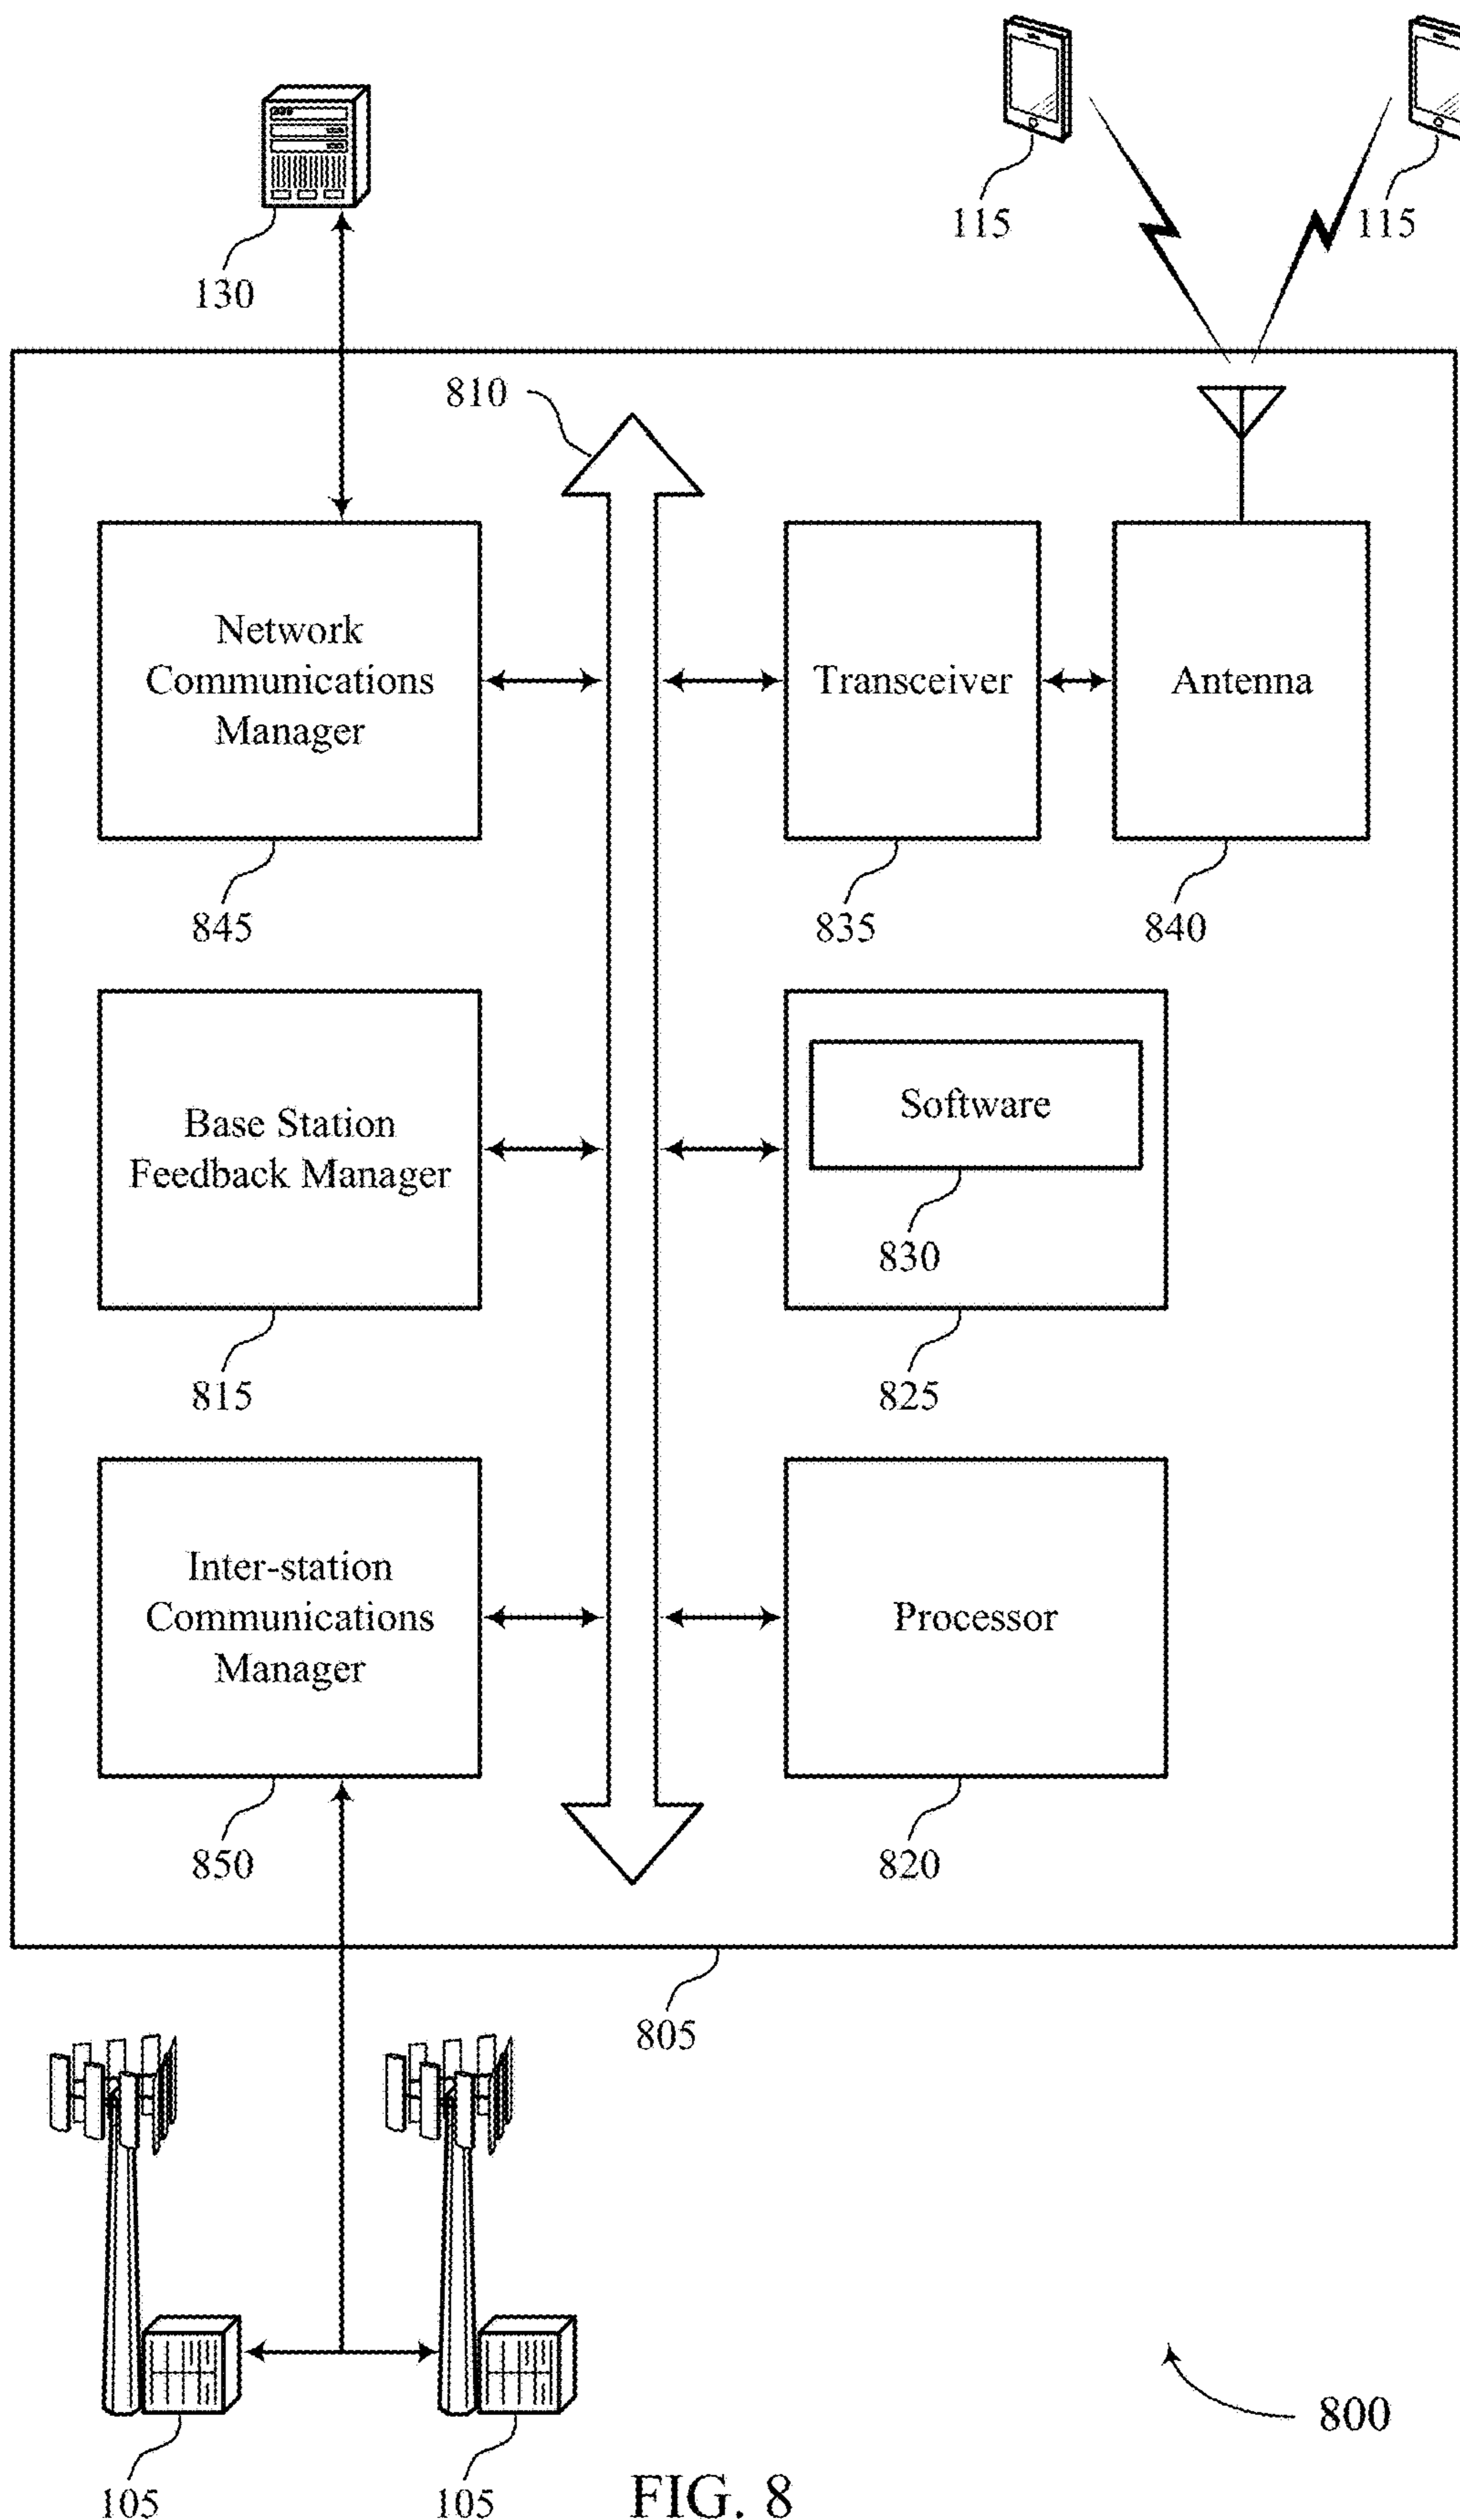 115
115
130
810
Network
Communications
Manager
Transceiver
Antenna
845
835
840
Base Station
Feedback Manager
Software
830
815
825
Inter-station
Communications
Manager
Processor
850
820
805
800
105
105
FIG. 8